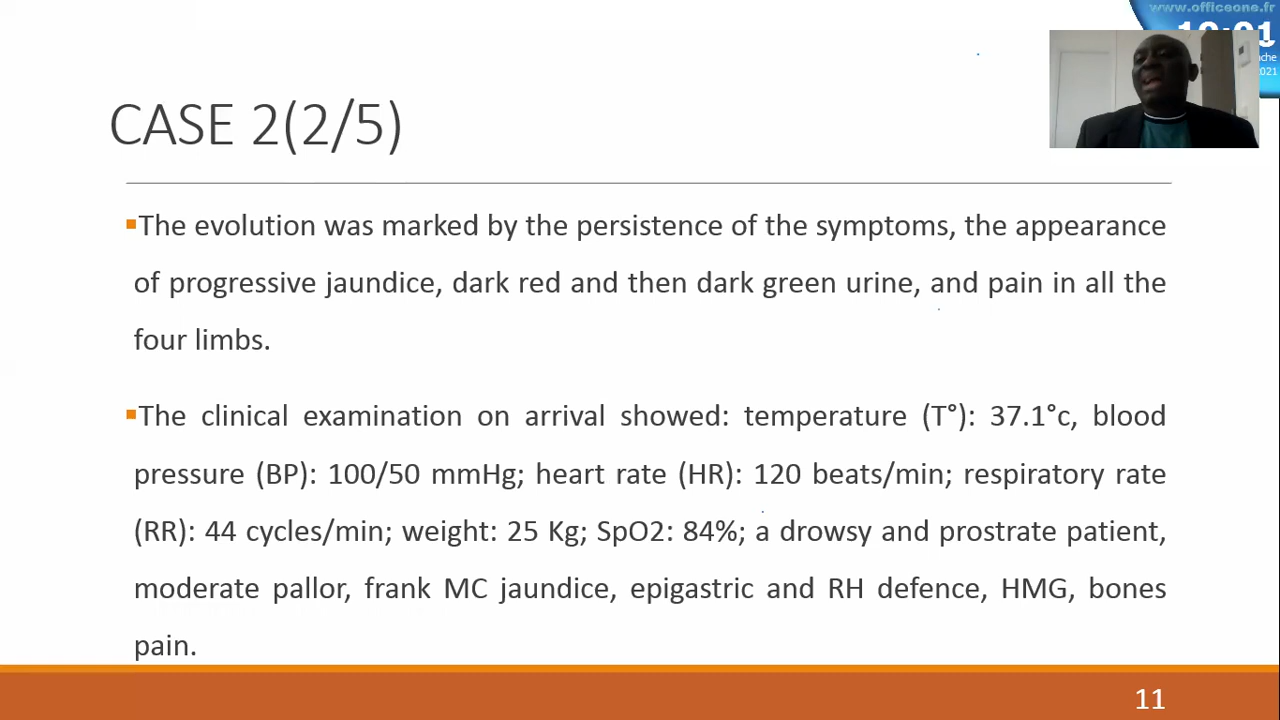 www.officeone.fr
CASE 2(2/5)
▪The evolution was marked by the persistence of the symptoms, the appearance
of progressive jaundice, dark red and then dark green urine, and pain in all the
four limbs.
▪The clinical examination on arrival showed: temperature (T°): 37.1°c, blood
pressure (BP): 100/50 mmHg; heart rate (HR): 120 beats/min; respiratory rate
(RR): 44 cycles/min; weight: 25 Kg; SpO2: 84%; a drowsy and prostrate patient,
moderate pallor, frank MC jaundice, epigastric and RH defence, HMG, bones
pain.
11